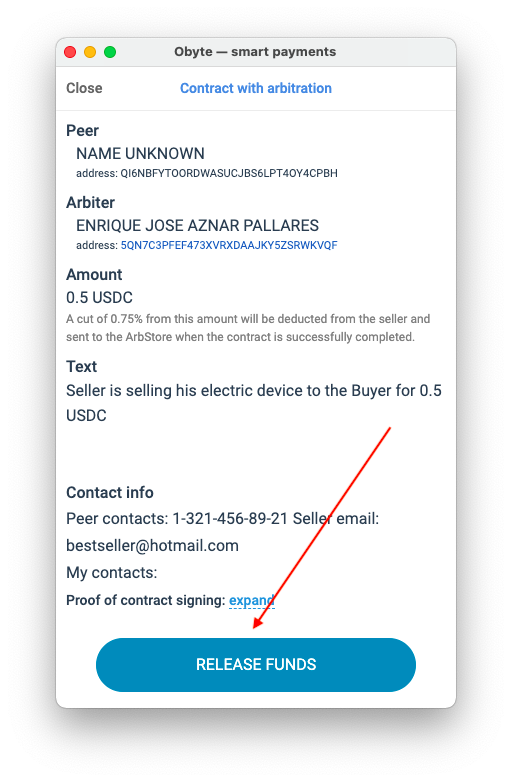 Obyte — smart payments
Close
Contract with arbitration
Peer
NAME UNKNOWN
address: QI6NBFYTOORDWASUCJBS6LPT4OY4CPBH
Arbiter
ENRIQUE JOSE AZNAR PALLARES
address: 5QN7C3PFEF473XVRXDAAJKY5ZSRWKVQF
Amount
0.5 USDC
A cut of 0.75% from this amount will be deducted from the seller and
sent to the ArbStore when the contract is successfully completed.
Text
Seller is selling his electric device to the Buyer for 0.5
USDC
Contact info
Peer contacts: 1-321-456-89-21 Seller email:
bestseller@hotmail.com
My contacts:
Proof of contract signing: expand
RELEASE FUNDS